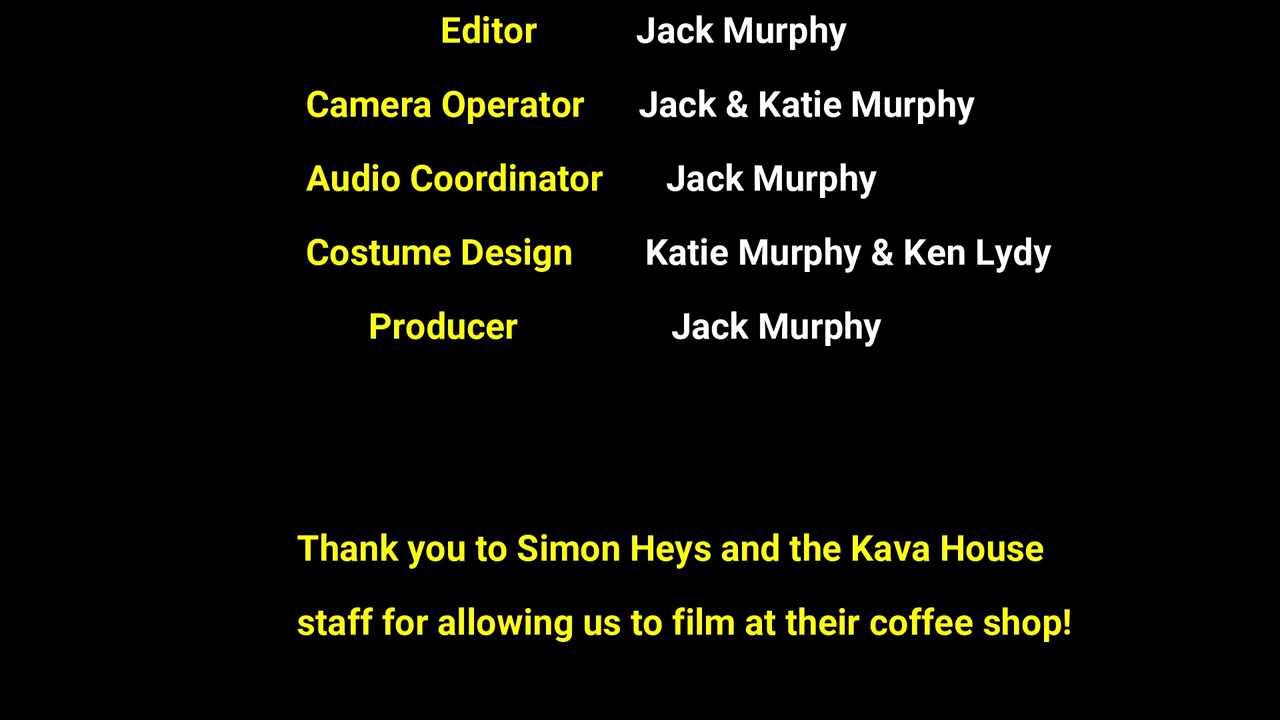 Editor Jack Murphy
Camera Operator Jack & Katie Murphy
Audio Coordinator Jack Murphy
Costume Design Katie Murphy & Ken Lydy
Producer Jack Murphy
Thank you to Simon Heys and the Kava House
staff for allowing us to film at their coffee shop!